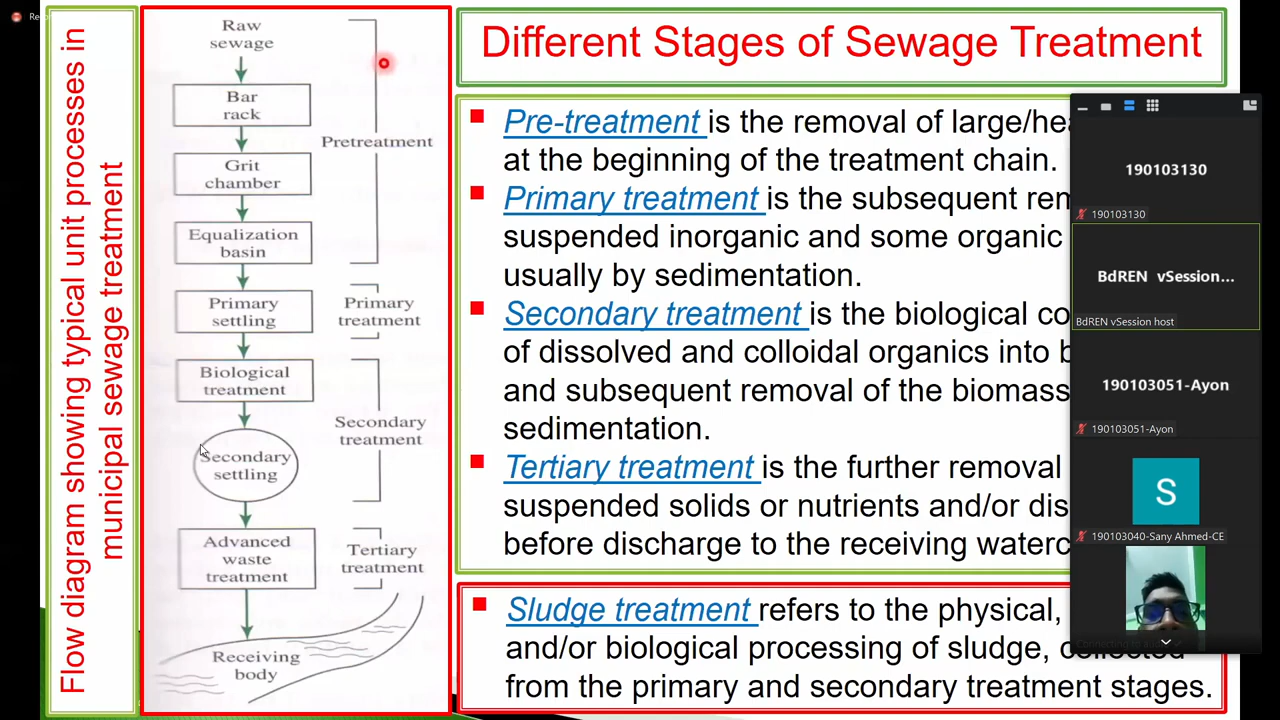 Flow diagram showing typical unit processes in
municipal sewage treatment
Raw
sewage
Bar
rack
Grit
chamber
Equalization
basin
Pretreatment
Primary
settling
Primary
treatment
Biological
treatment
Secondary
settling
Secondary
treatment
Advanced
waste
treatment
Tertiary
treatment
Receiving
body
Different Stages of Sewage Treatment
Pre-treatment is the removal of
at the beginning of the treatment chain.
Primary treatment is the subsequent
suspended inorganic and some organic
usually by sedimentation.
Secondary treatment is the biological
of dissolved and colloidal organics into
and subsequent removal of the biomass
sedimentation.
Tertiary treatment is the further removal
suspended solids or nutrients and/or
before discharge to the receiving
Sludge treatment refers to the physical,
and/or biological processing of sludge, collected
from the primary and secondary treatment stages.
190103130
190103130
BdREN vSession...
BdREN vSession host
190103051-Ayon
190103051-Ayon
S
190103040-Sany Ahmed-CE